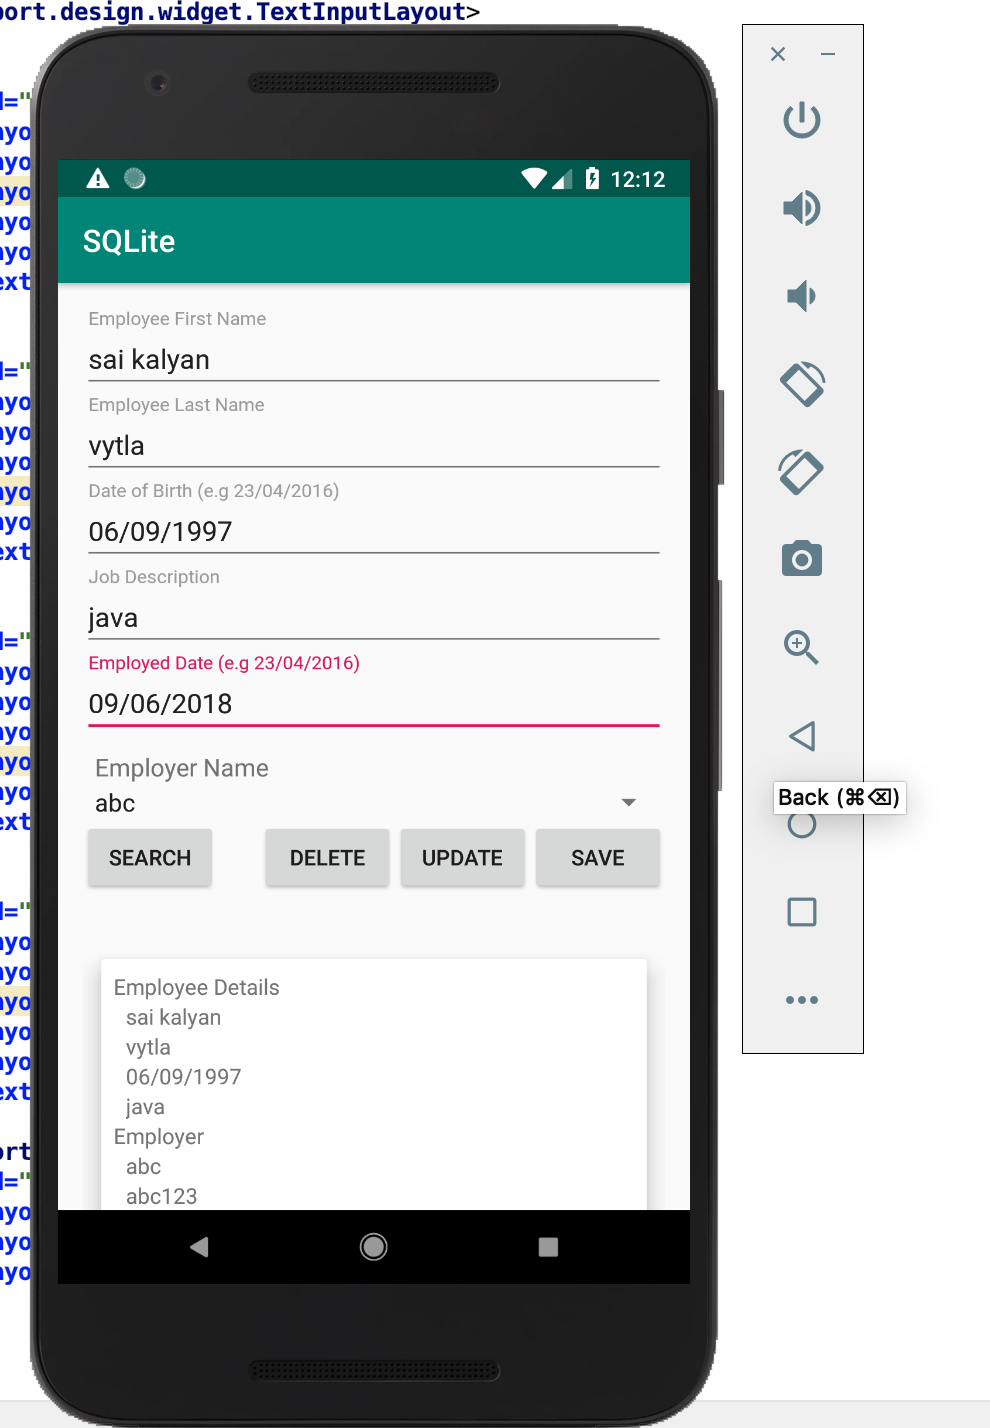 port.design.widget.TextInputLayout>
12:12
SQLite
Employee First Name
sai kalyan
Employee Last Name
vytla
Date of Birth (e.g 23/04/2016)
06/09/1997
Job Description
java
Employed Date (e.g 23/04/2016)
09/06/2018
Employer Name
abc
SEARCH DELETE UPDATE SAVE
Back (⌘⌫)
Employee Details
sai kalyan
vytla
06/09/1997
java
Employer
abc
abc123